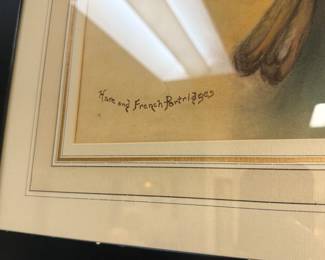 Hare and French Partridges